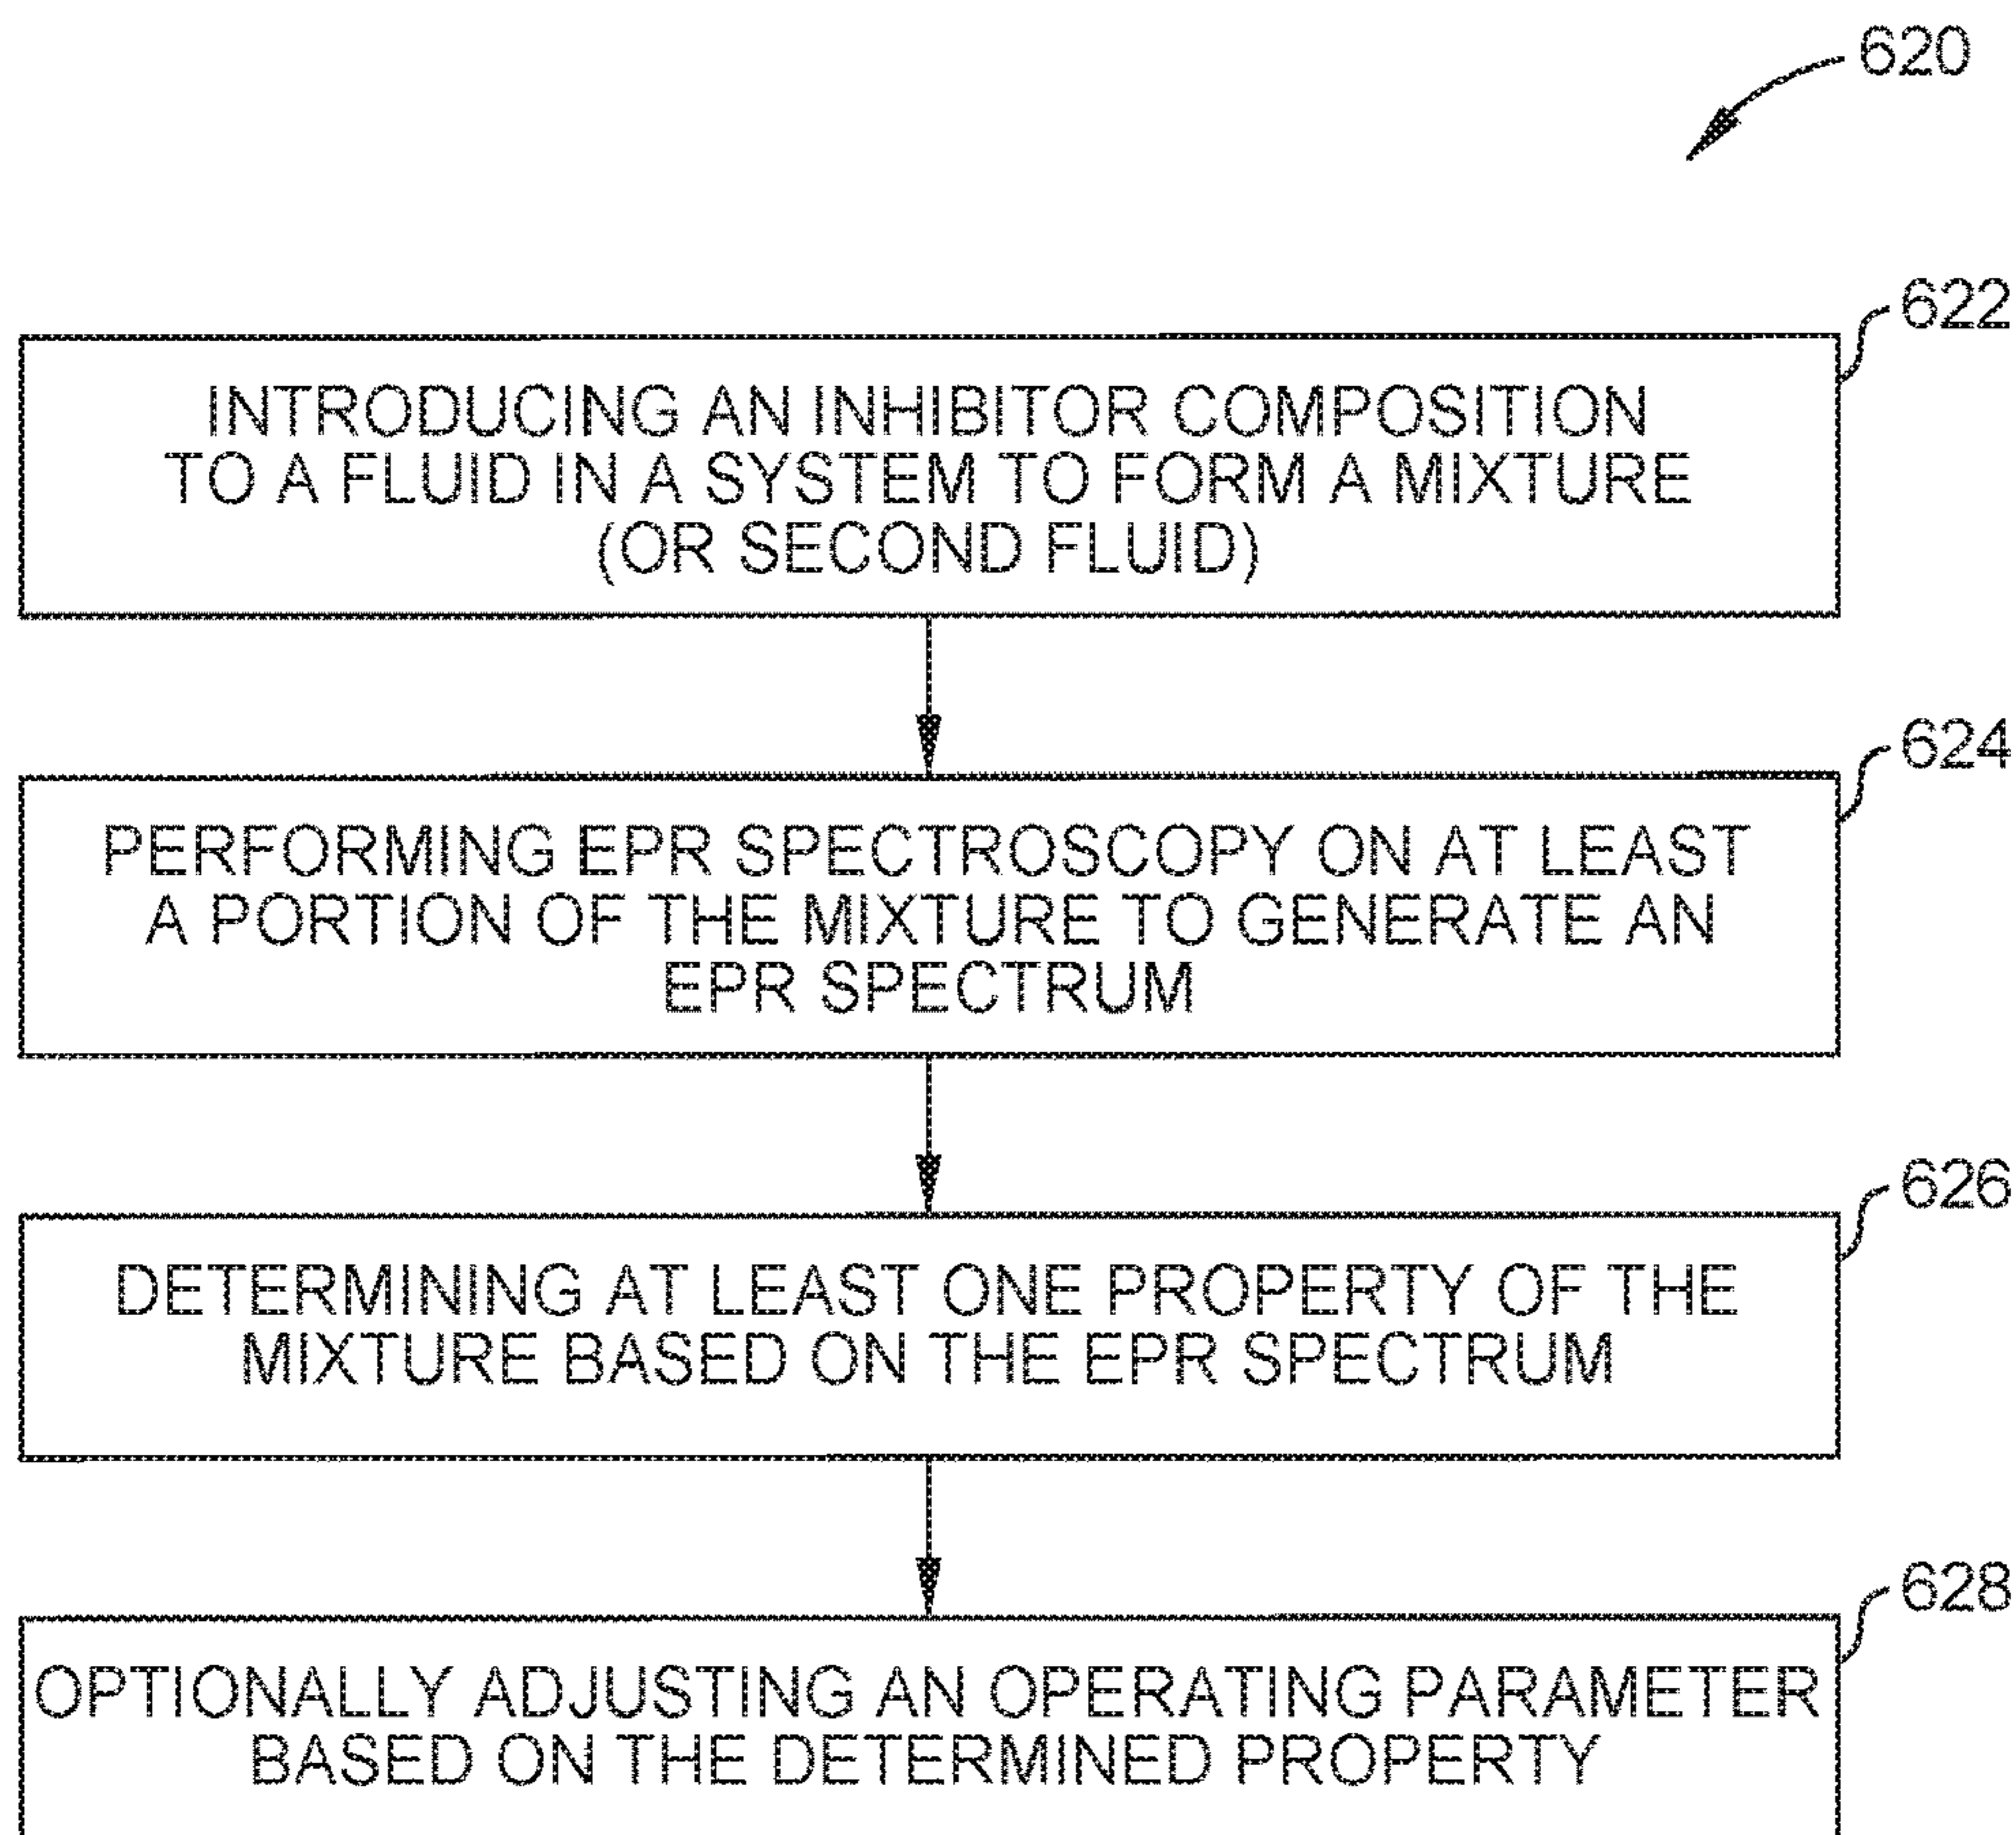 620
622
INTRODUCING AN INHIBITOR COMPOSITION
TO A FLUID IN A SYSTEM TO FORM A MIXTURE
(OR SECOND FLUID)
624
PERFORMING EPR SPECTROSCOPY ON AT LEAST
A PORTION OF THE MIXTURE TO GENERATE AN
EPR SPECTRUM
626
DETERMINING AT LEAST ONE PROPERTY OF THE
MIXTURE BASED ON THE EPR SPECTRUM
628
OPTIONALLY ADJUSTING AN OPERATING PARAMETER
BASED ON THE DETERMINED PROPERTY